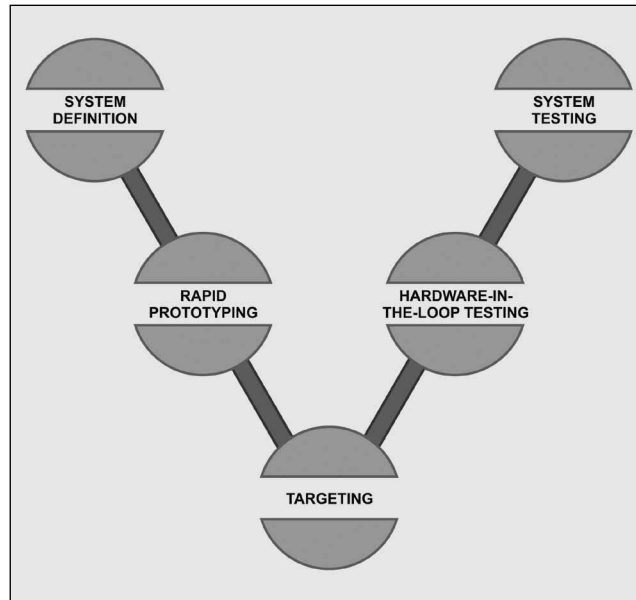 SYSTEM
DEFINITION
SYSTEM
TESTING
RAPID
PROTOTYPING
HARDWARE-IN-
THE-LOOP TESTING
TARGETING